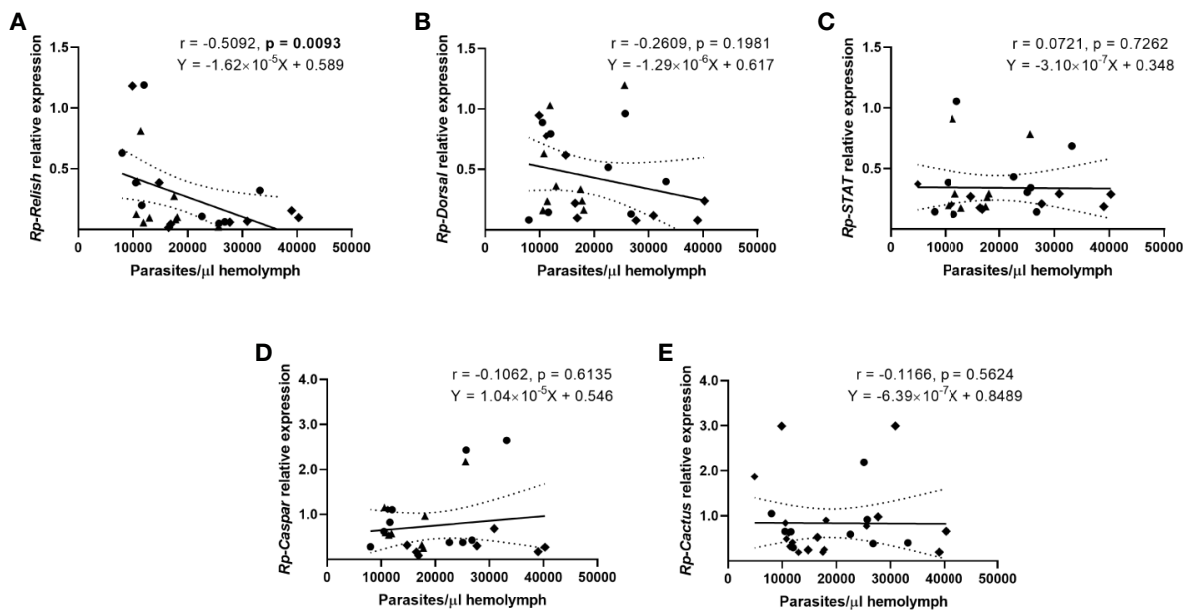 A
r = -0.5092, p = 0.0093
Y = -1.62×10⁻⁵X + 0.589
Rp-Relish relative expression
1.5
1.0
0.5
0 10000 20000 30000 40000 50000
Parasites/μl hemolymph
B
r = -0.2609, p = 0.1981
Y = -1.29×10⁻⁶X + 0.617
Rp-Dorsal relative expression
1.5
1.0
0.5
0 10000 20000 30000 40000 50000
Parasites/μl hemolymph
C
r = 0.0721, p = 0.7262
Y = -3.10×10⁻⁷X + 0.348
Rp-STAT relative expression
1.5
1.0
0.5
0 10000 20000 30000 40000 50000
Parasites/μl hemolymph
D
r = -0.1062, p = 0.6135
Y = 1.04×10⁻⁵X + 0.546
Rp-Caspar relative expression
4.0
3.0
2.0
1.0
0 10000 20000 30000 40000 50000
Parasites/μl hemolymph
E
r = -0.1166, p = 0.5624
Y = -6.39×10⁻⁷X + 0.8489
Rp-Cactus relative expression
4.0
3.0
2.0
1.0
0 10000 20000 30000 40000 50000
Parasites/μl hemolymph